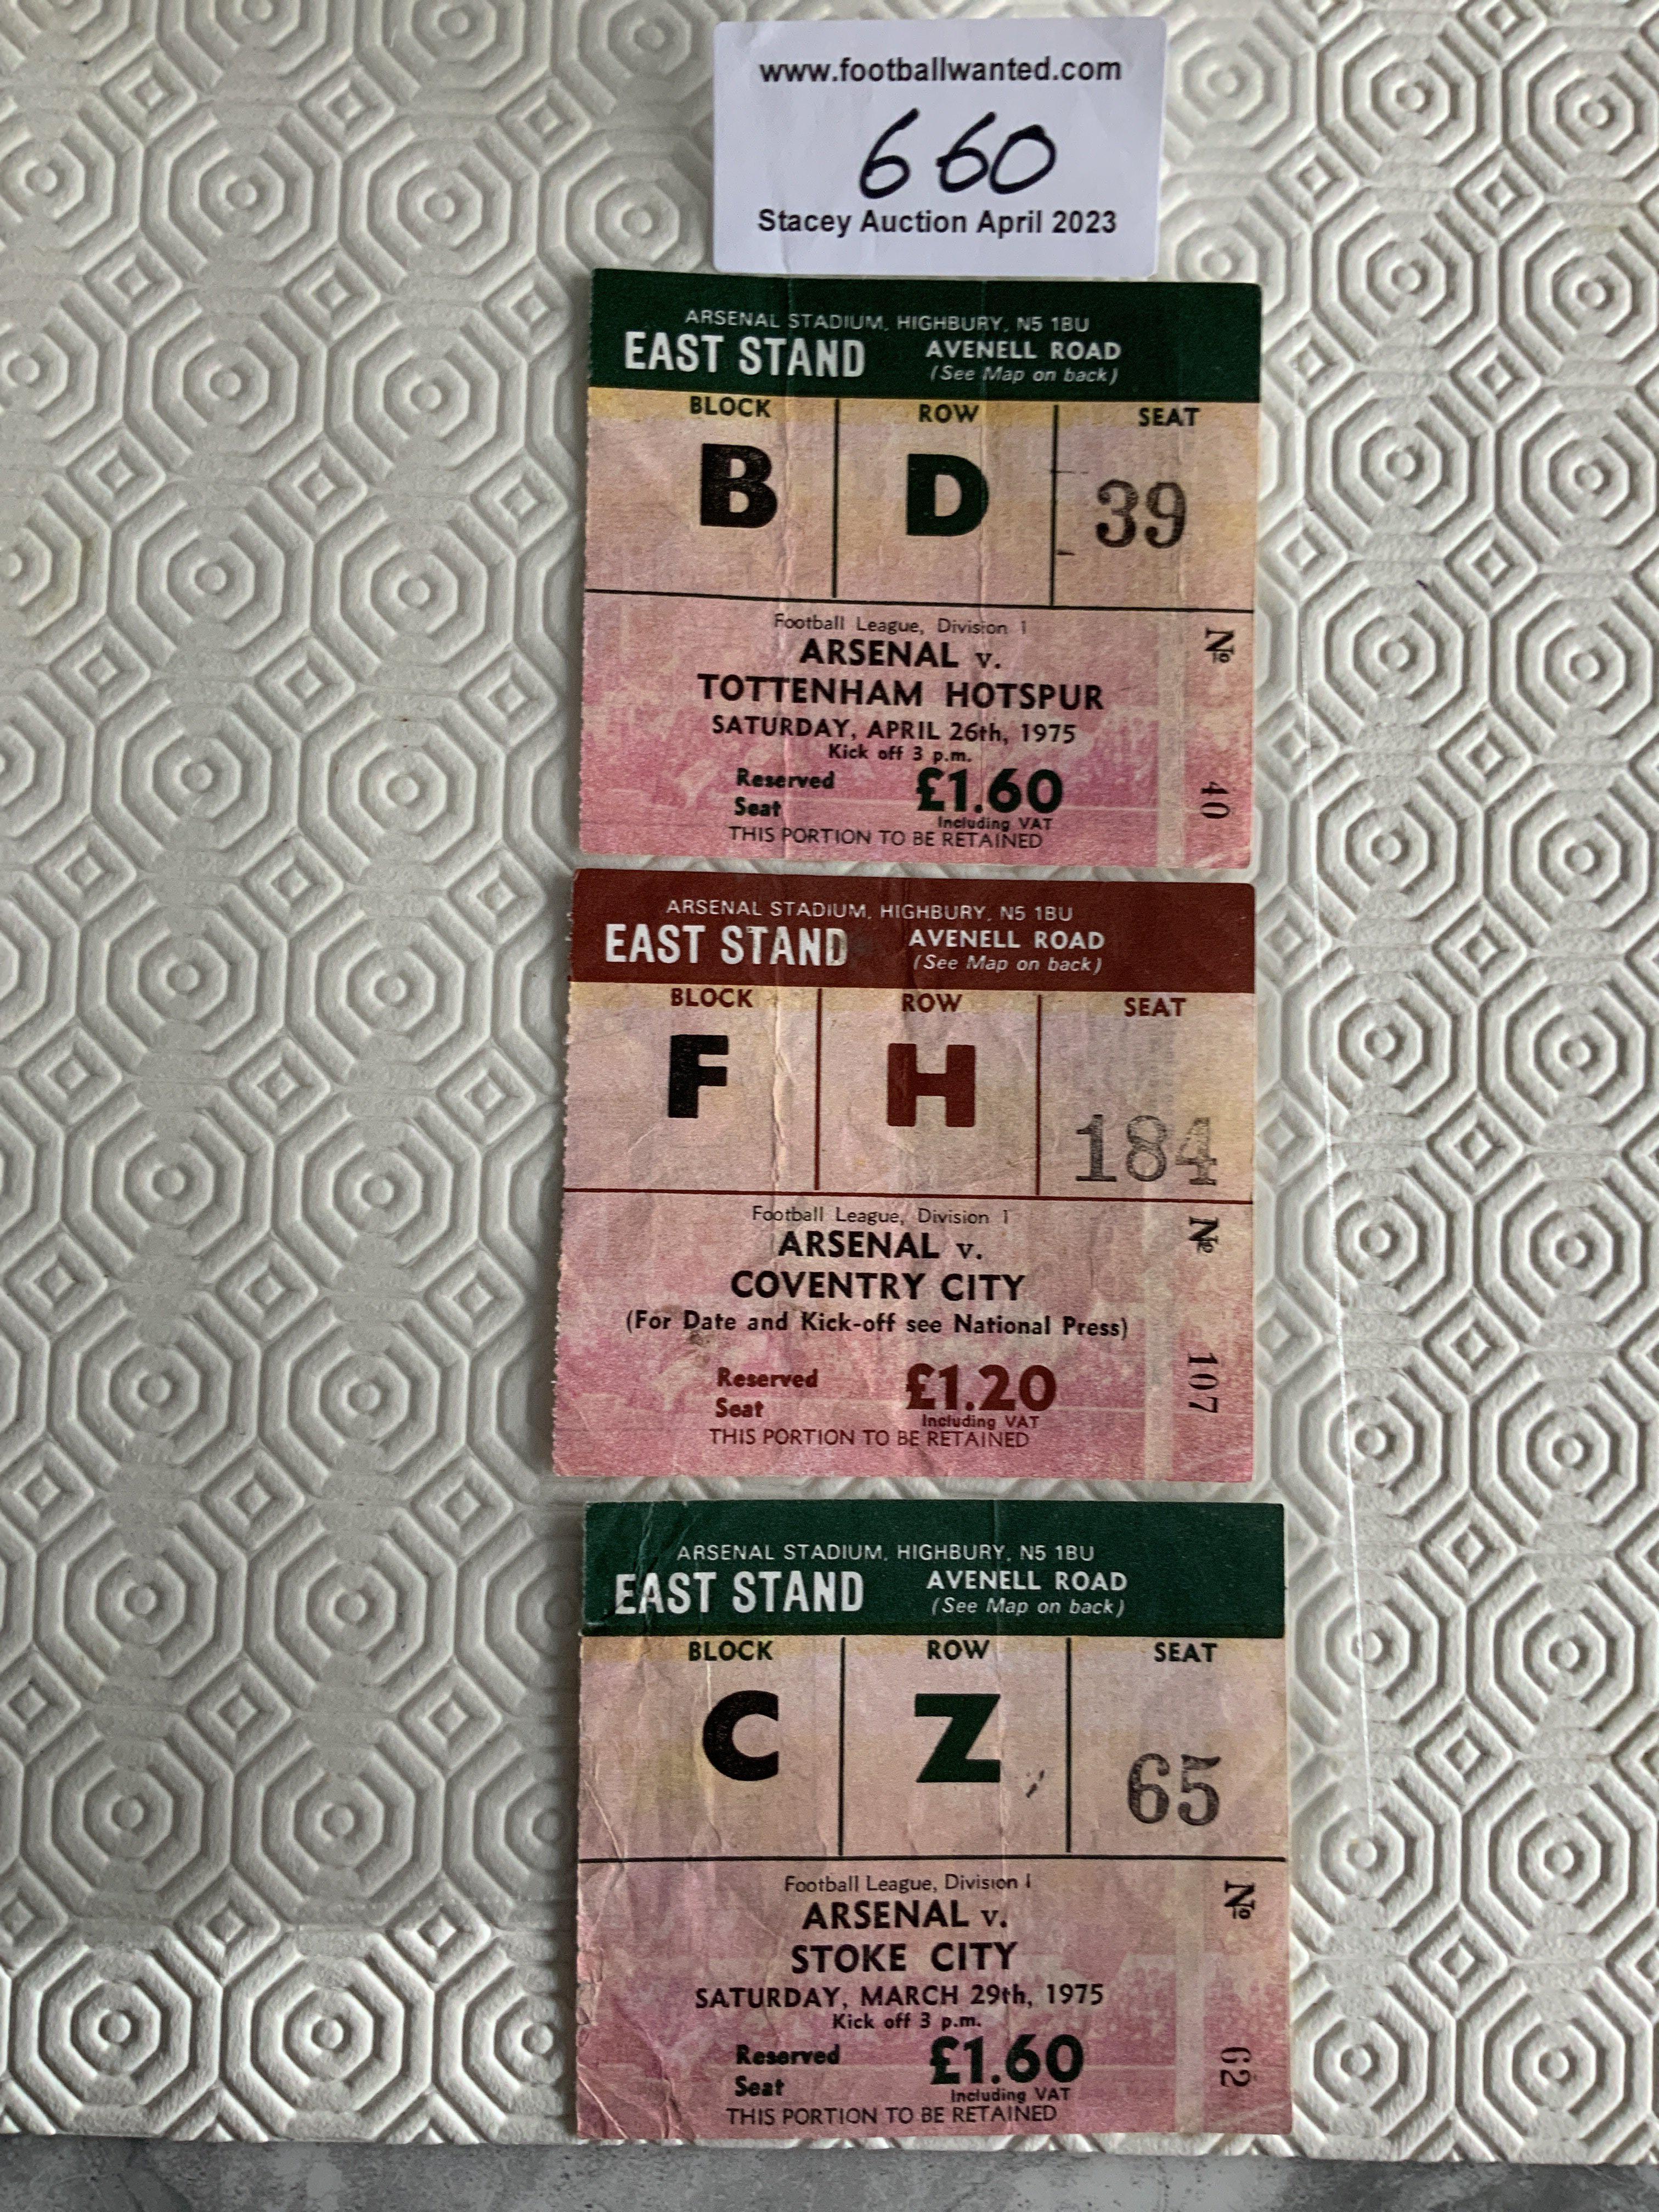 www.footballwanted.com
660
Stacey Auction April 2023
ARSENAL STADIUM, HIGHBURY, N5 1BU
EAST STAND AVENELL ROAD
(See Map on back)
BLOCK ROW SEAT
B D 39
Football League, Division 1
ARSENAL v.
TOTTENHAM HOTSPUR
SATURDAY, APRIL 26th, 1975
Kick off 3 p.m.
Reserved Seat £1.60
Including VAT
THIS PORTION TO BE RETAINED
No 40
ARSENAL STADIUM, HIGHBURY, N5 1BU
EAST STAND AVENELL ROAD
(See Map on back)
BLOCK ROW SEAT
F H 184
Football League, Division 1
ARSENAL v.
COVENTRY CITY
(For Date and Kick-off see National Press)
Reserved Seat £1.20
Including VAT
THIS PORTION TO BE RETAINED
No 107
ARSENAL STADIUM, HIGHBURY, N5 1BU
EAST STAND AVENELL ROAD
(See Map on back)
BLOCK ROW SEAT
C Z 65
Football League, Division 1
ARSENAL v.
STOKE CITY
SATURDAY, MARCH 29th, 1975
Kick off 3 p.m.
Reserved Seat £1.60
Including VAT
THIS PORTION TO BE RETAINED
No 62